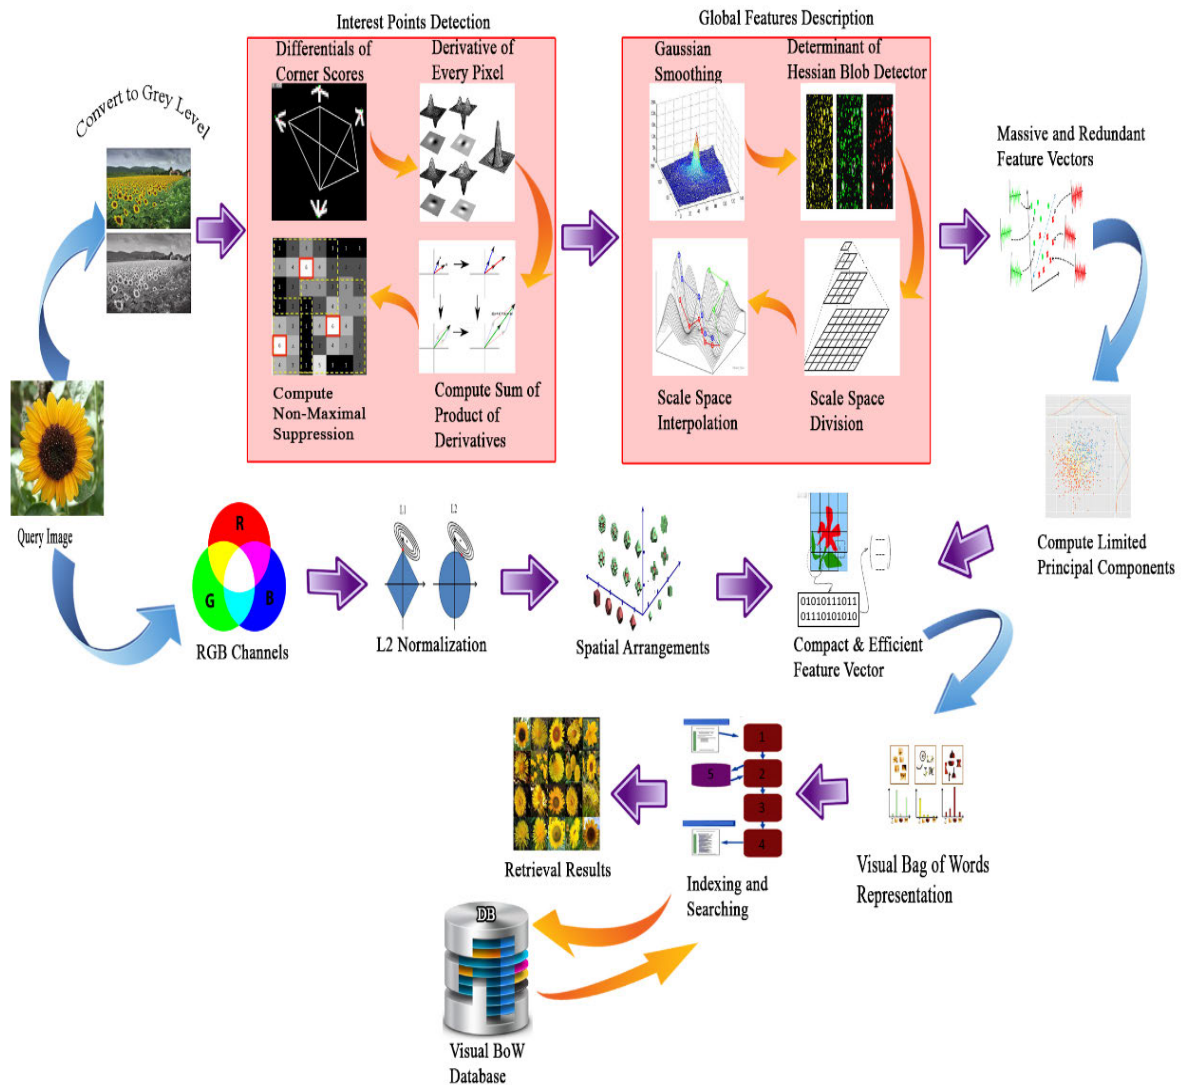 Interest Points Detection
Global Features Description
Convert to Grey Level
Differentials of
Corner Scores
Derivative of
Every Pixel
Gaussian
Smoothing
Determinant of
Hessian Blob Detector
Massive and Redundant
Feature Vectors
Compute
Non-Maximal
Suppression
Compute Sum of
Product of
Derivatives
Scale Space
Interpolation
Scale Space
Division
Query Image
R
G
B
RGB Channels
L1
L2
L2 Normalization
Spatial Arrangements
01010111011
01110101010
Compact & Efficient
Feature Vector
Compute Limited
Principal Components
Retrieval Results
1
5
2
3
4
Indexing and
Searching
Visual Bag of Words
Representation
DB
Visual BoW
Database